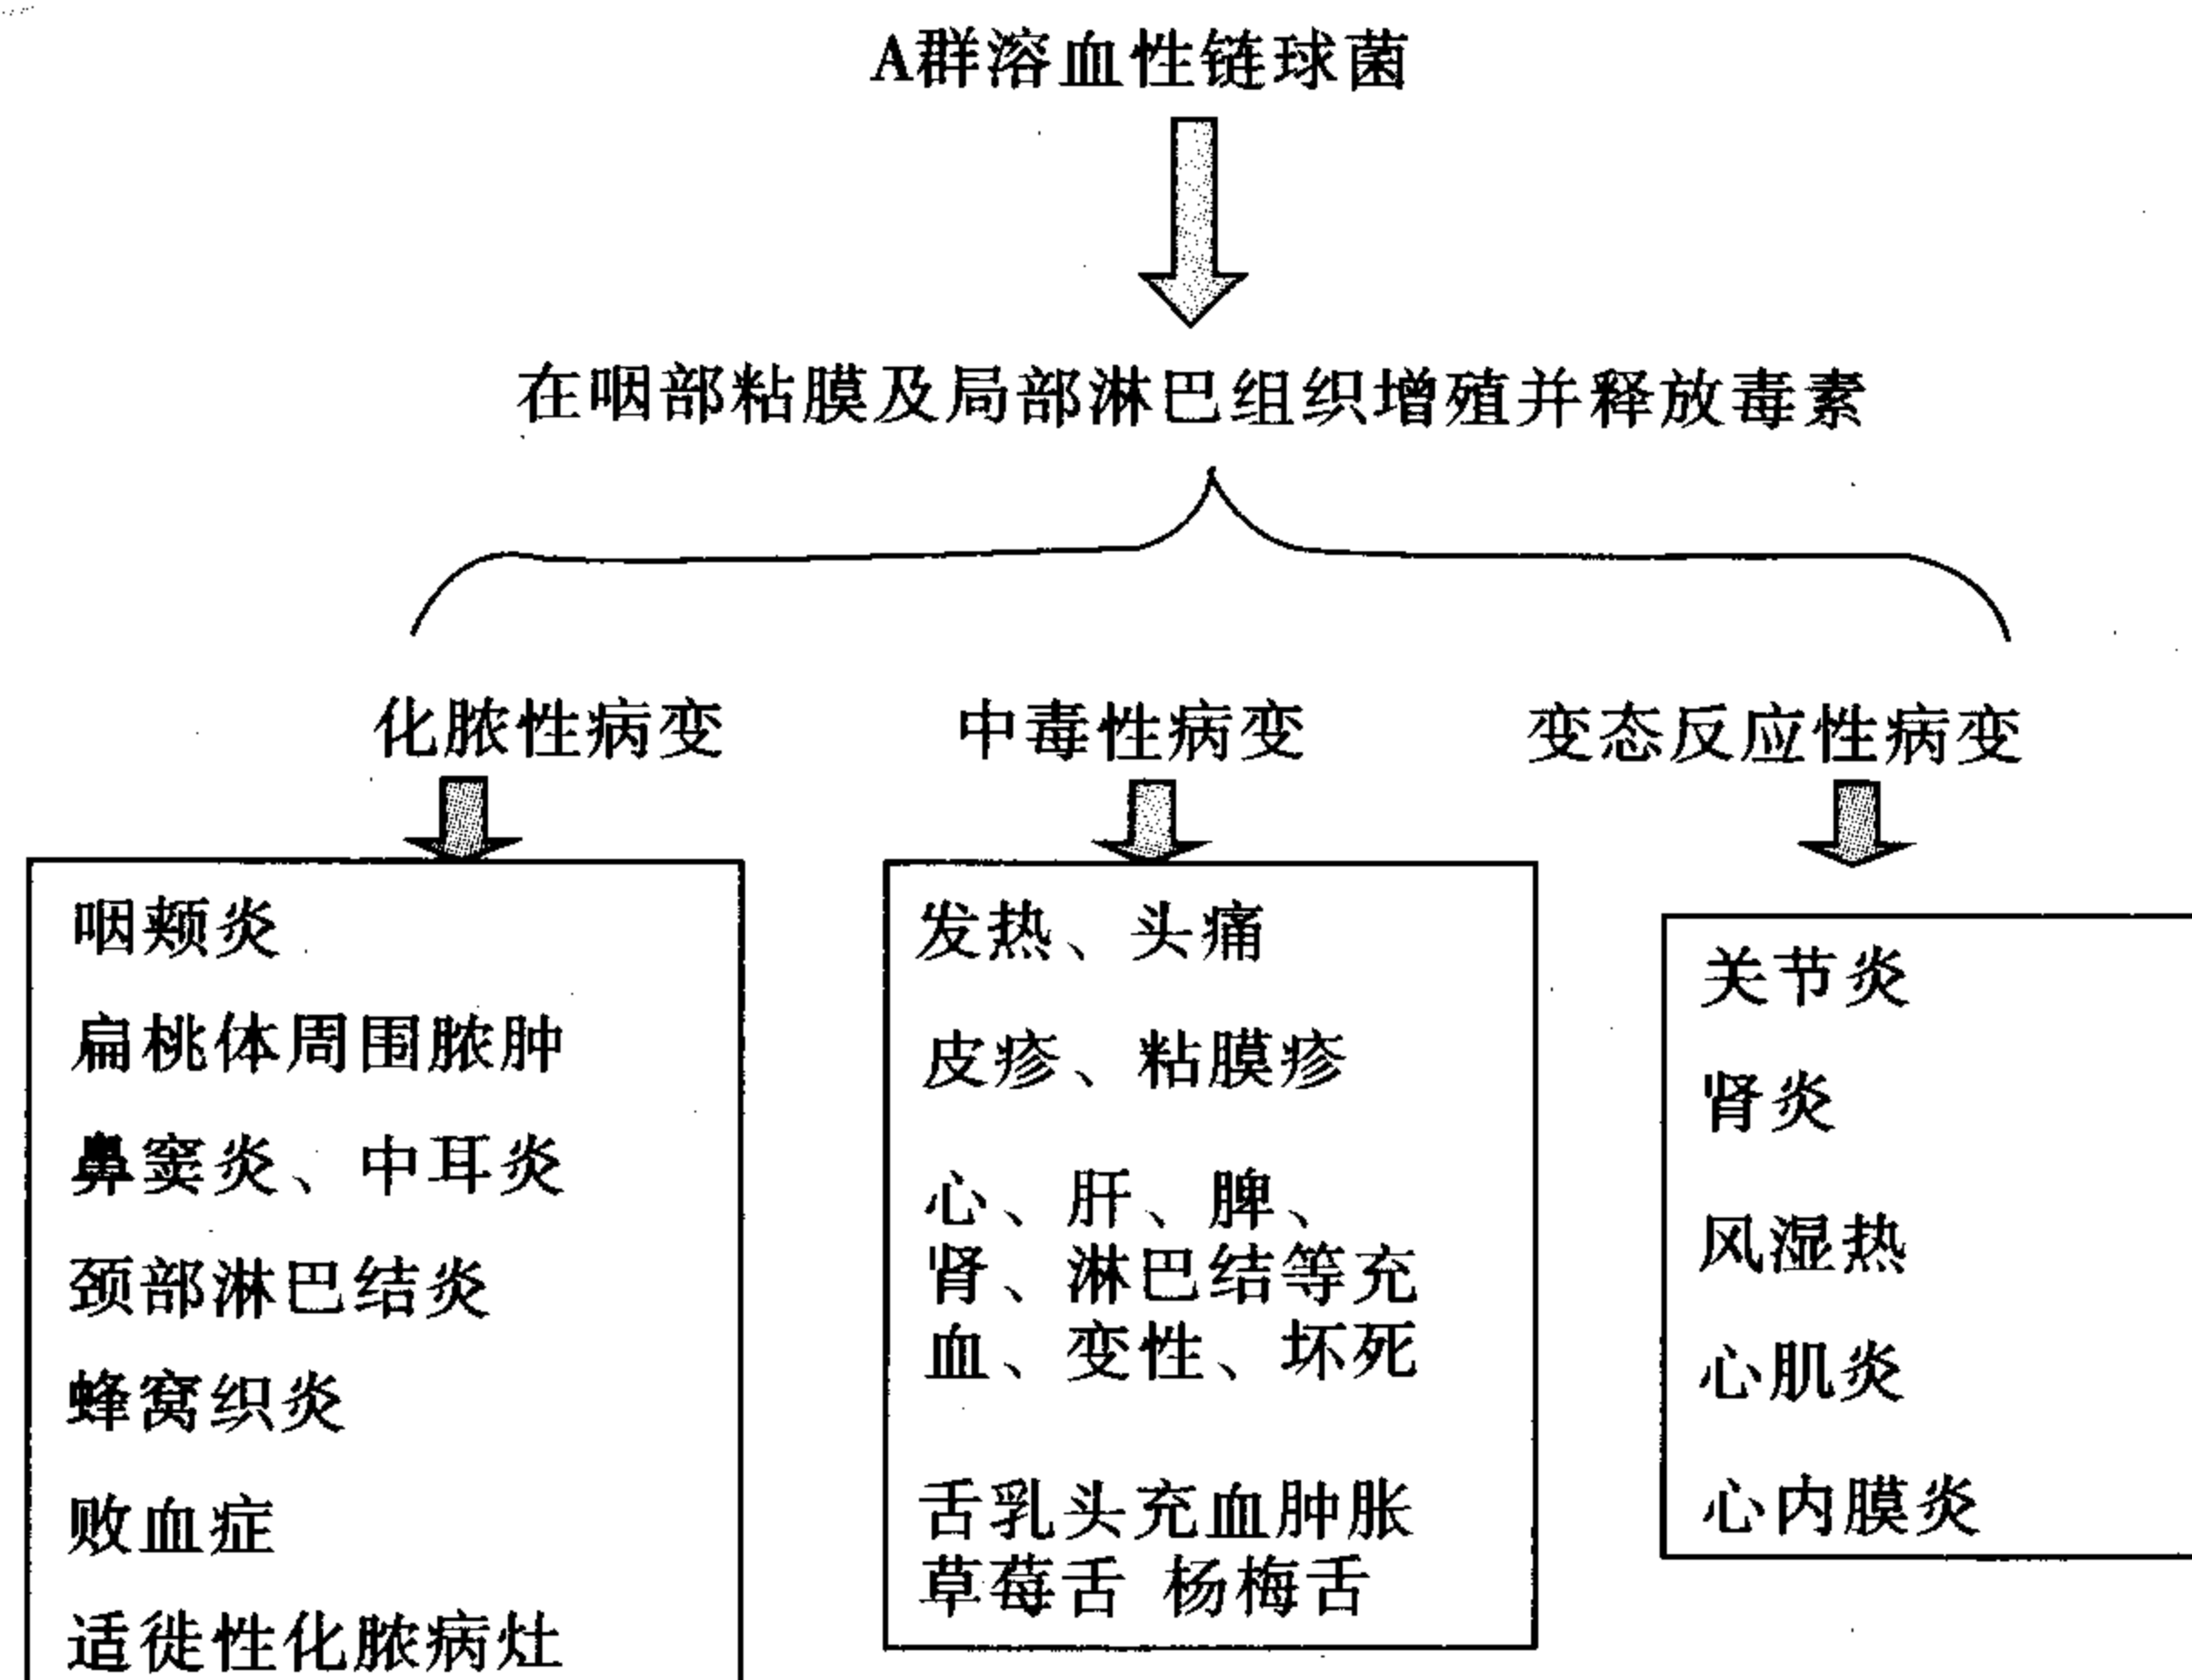 A群溶血性链球菌
在咽部粘膜及局部淋巴组织增殖并释放毒素
化脓性病变
中毒性病变
变态反应性病变
咽颊炎
扁桃体周围脓肿
鼻窦炎、中耳炎
颈部淋巴结炎
蜂窝织炎
败血症
适徙性化脓病灶
发热、头痛
皮疹、粘膜疹
心、肝、脾、
肾、淋巴结等充
血、变性、坏死
舌乳头充血肿胀
草莓舌 杨梅舌
关节炎
肾炎
风湿热
心肌炎
心内膜炎